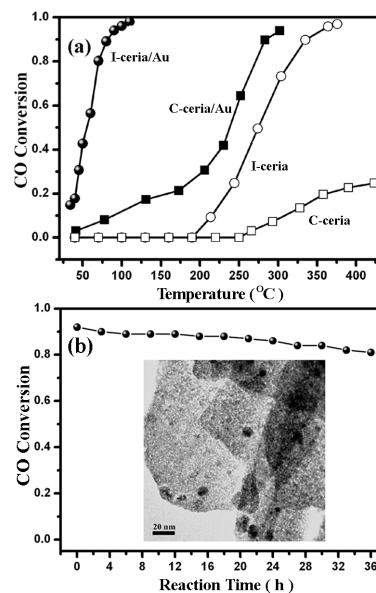 (a)
I-ceria/Au
C-ceria/Au
I-ceria
C-ceria
CO Conversion
1.0
0.8
0.6
0.4
0.2
0.0
50 100 150 200 250 300 350 400
Temperature (°C )
(b)
CO Conversion
1.0
0.8
0.6
0.4
0.2
0.0
20 nm
0 4 8 12 16 20 24 28 32 36
Reaction Time ( h )